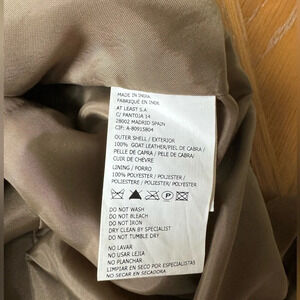 MADE IN INDIA
FABRIQUÉ EN INDE
AT LEAST S.A
C/ PANTOJA 14
28002 MADRID SPAIN
CIF: A-80915804
OUTER SHELL / EXTERIOR
100% GOAT LEATHER/PIEL DE CABRA/
PELLE DE CAPRA / PELE DE CABRA/
CUIR DE CHÈVRE
LINING / FORRO
100% POLYESTER / POLIESTER/
POLIESTERE / POLIÉSTER
P
DO NOT WASH
DO NOT BLEACH
DO NOT IRON
DRY CLEAN BY SPECIALIST
DO NOT TUMBLE DRY
NO LAVAR
NO USAR LEJIA
NO PLANCHAR
LIMPIAR EN SECO POR ESPECIALISTAS
NO SECAR EN SECADORA